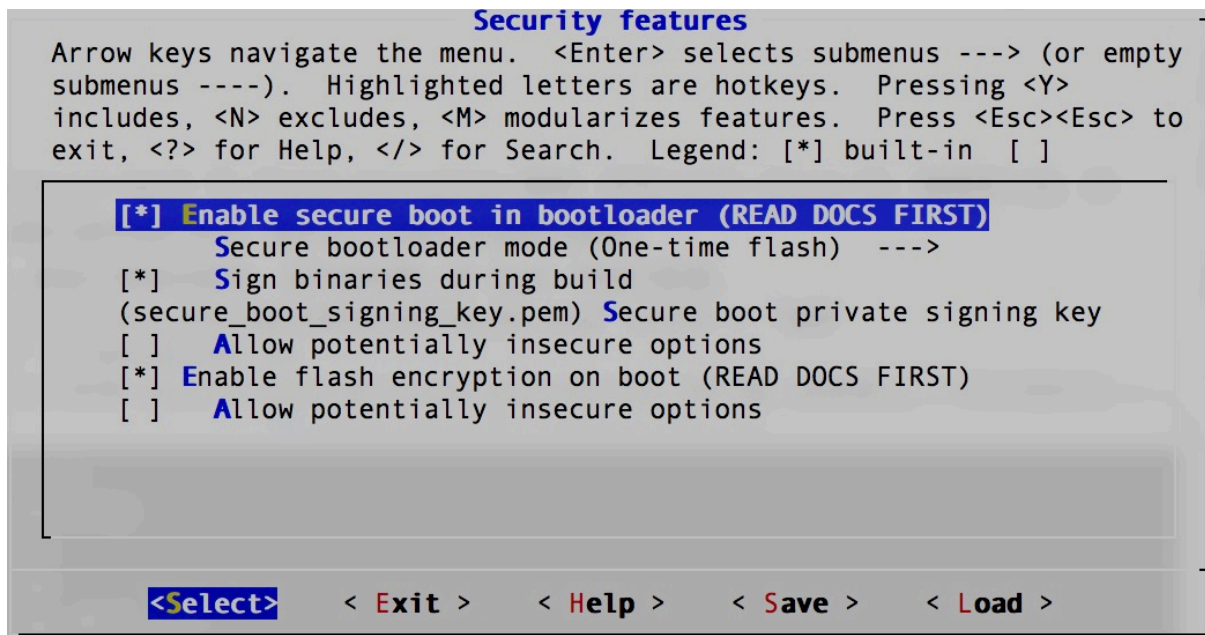 Security features
Arrow keys navigate the menu.  <Enter> selects submenus ---> (or empty
submenus ----).  Highlighted letters are hotkeys.  Pressing <Y>
includes, <N> excludes, <M> modularizes features.  Press <Esc><Esc> to
exit, <?> for Help, </> for Search.  Legend: [*] built-in  [ ]
[*] Enable secure boot in bootloader (READ DOCS FIRST)
Secure bootloader mode (One-time flash)  --->
[*]   Sign binaries during build
(secure_boot_signing_key.pem) Secure boot private signing key
[ ]   Allow potentially insecure options
[*] Enable flash encryption on boot (READ DOCS FIRST)
[ ]   Allow potentially insecure options
<Select>    < Exit >    < Help >    < Save >    < Load >